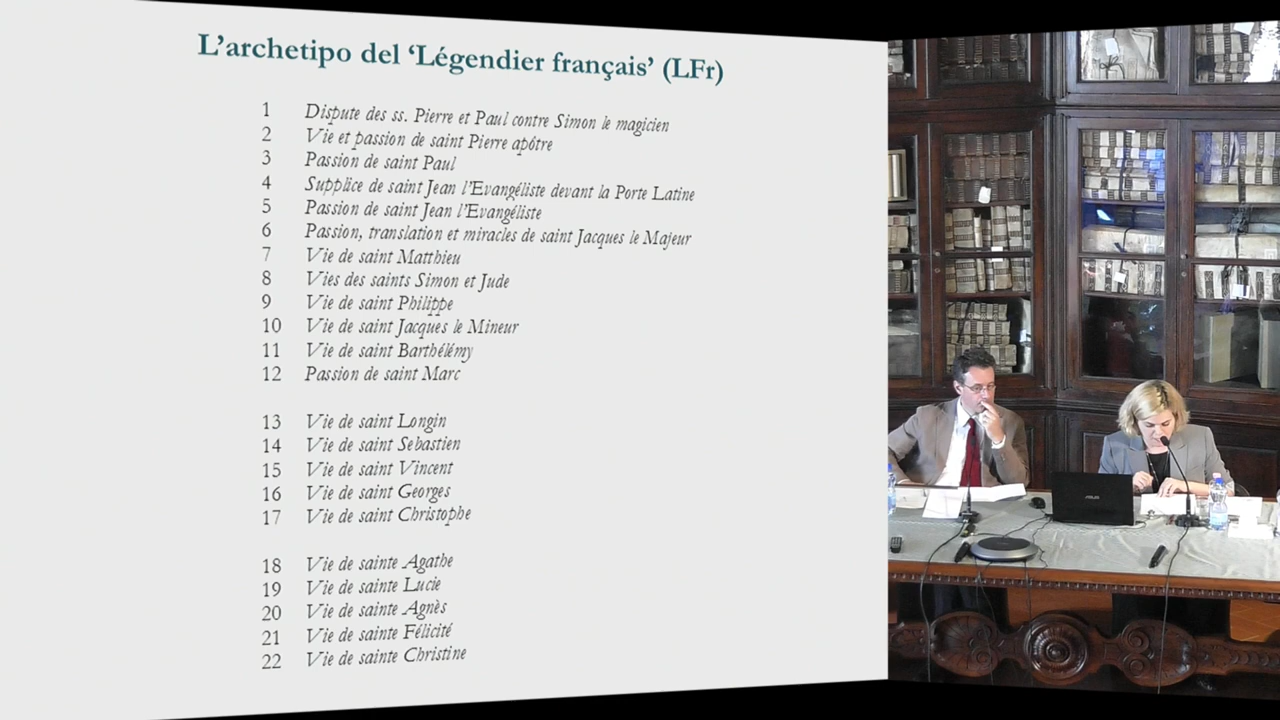 L'archetipo del 'Légendier français' (LFr)
1 Dispute des ss. Pierre et Paul contre Simon le magicien
2 Vie et passion de saint Pierre apôtre
3 Passion de saint Paul
4 Supplice de saint Jean l'Evangéliste devant la Porte Latine
5 Passion de saint Jean l'Evangéliste
6 Passion, translation et miracles de saint Jacques le Majeur
7 Vie de saint Matthieu
8 Vies des saints Simon et Jude
9 Vie de saint Philippe
10 Vie de saint Jacques le Mineur
11 Vie de saint Barthélémy
12 Passion de saint Marc
13 Vie de saint Longin
14 Vie de saint Sebastien
15 Vie de saint Vincent
16 Vie de saint Georges
17 Vie de saint Christophe
18 Vie de sainte Agathe
19 Vie de sainte Lucie
20 Vie de sainte Agnès
21 Vie de sainte Félicité
22 Vie de sainte Christine
ASUS